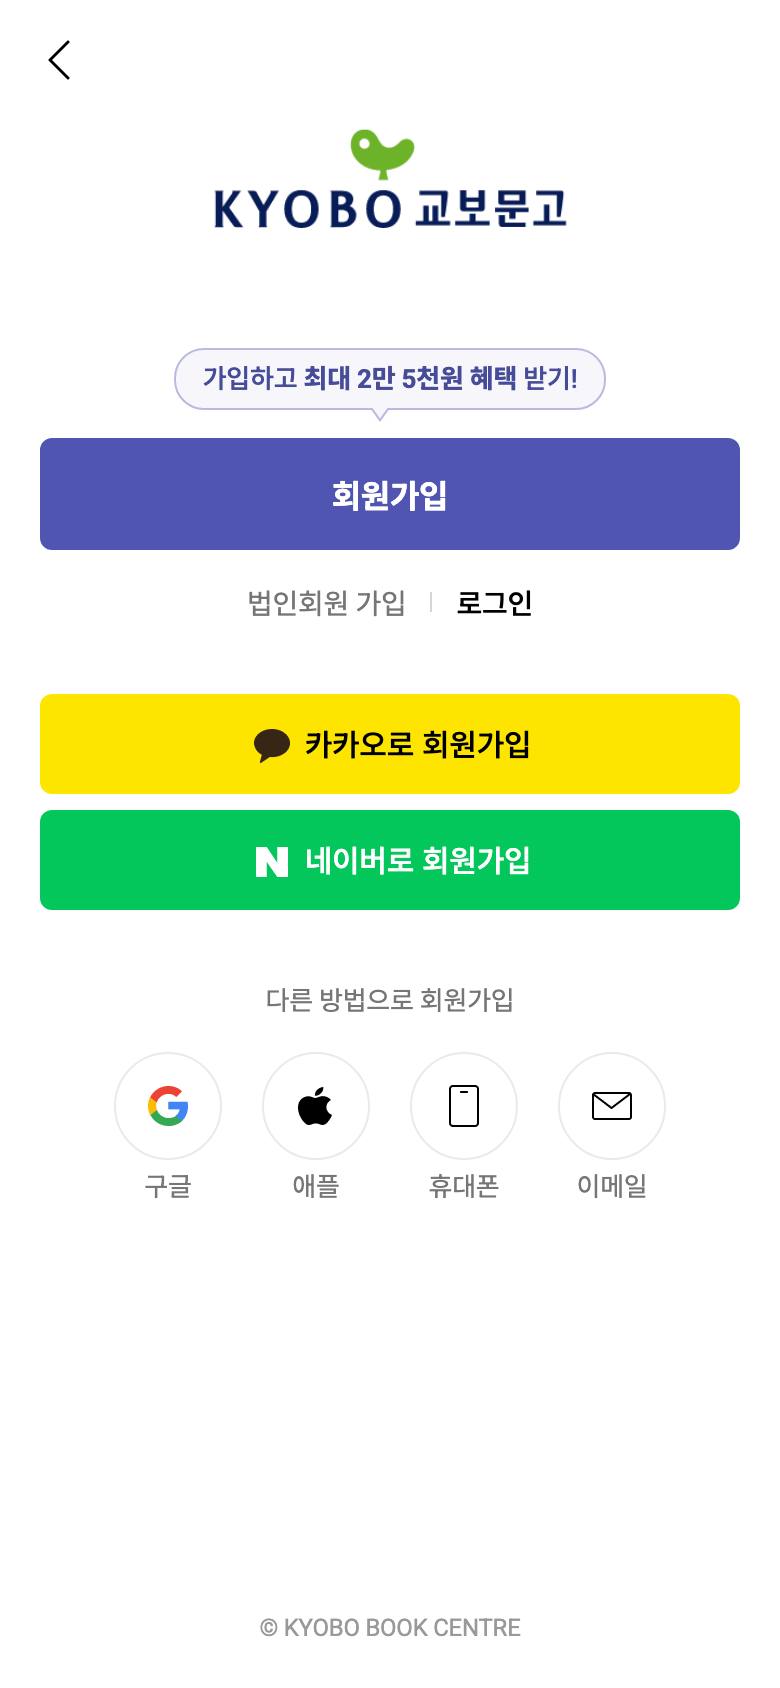 KYOBO 교보문고
가입하고 최대 2만 5천원 혜택 받기!
회원가입
법인회원 가입 | 로그인
카카오로 회원가입
N 네이버로 회원가입
다른 방법으로 회원가입
구글 애플 휴대폰 이메일
© KYOBO BOOK CENTRE